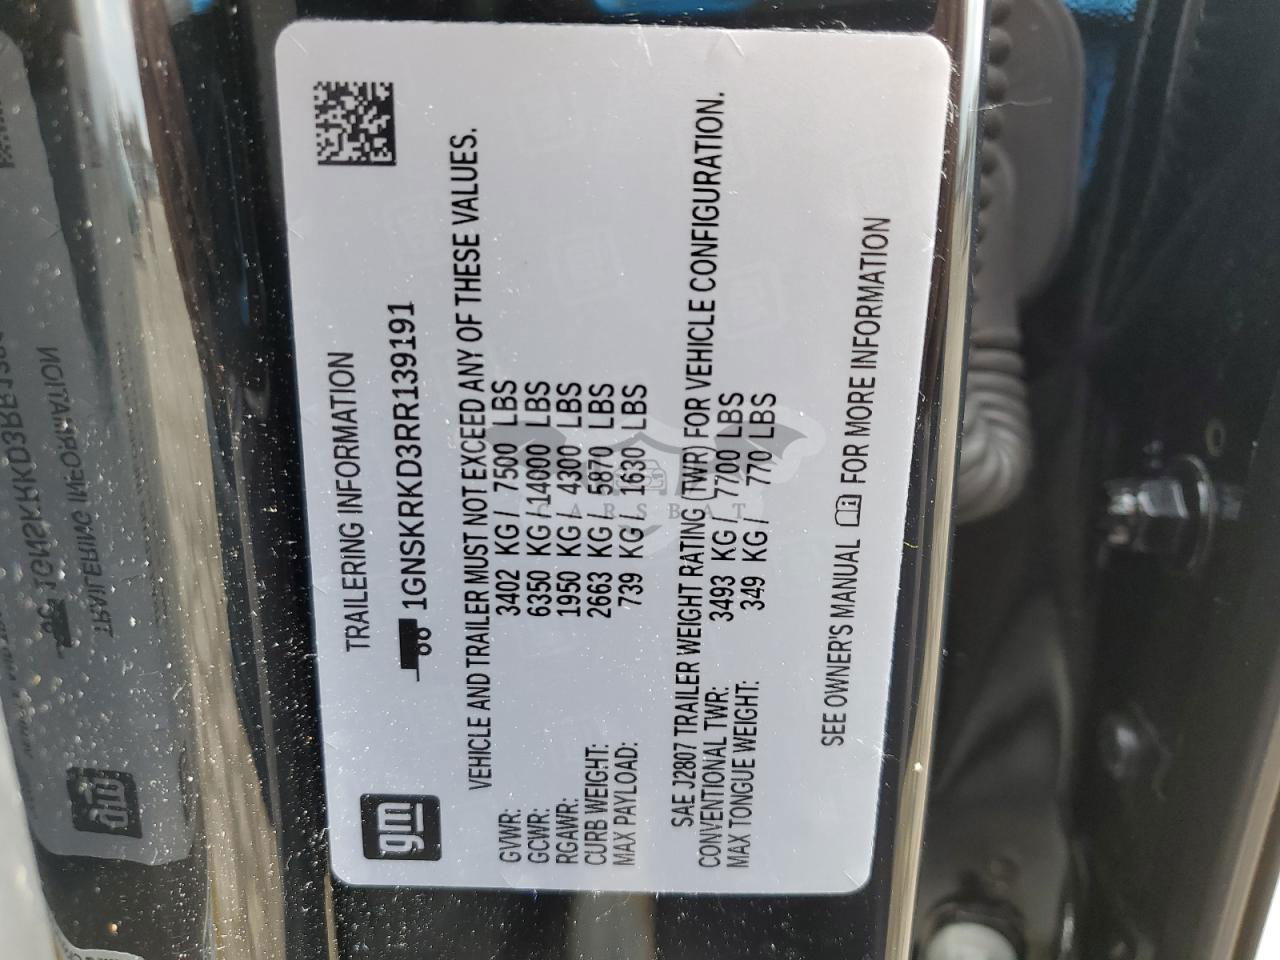 gm
TRAILERING INFORMATION
1GNSKRKD3RR139191
VEHICLE AND TRAILER MUST NOT EXCEED ANY OF THESE VALUES.
GVWR: 3402 KG / 7500 LBS
GCWR: 6350 KG / 14000 LBS
RGAWR: 1950 KG / 4300 LBS
CURB WEIGHT: 2663 KG / 5870 LBS
MAX PAYLOAD: 739 KG / 1630 LBS
SAE J2807 TRAILER WEIGHT RATING (TWR) FOR VEHICLE CONFIGURATION.
CONVENTIONAL TWR: 3493 KG / 7700 LBS
MAX TONGUE WEIGHT: 349 KG / 770 LBS
SEE OWNER'S MANUAL FOR MORE INFORMATION
CARSBAT